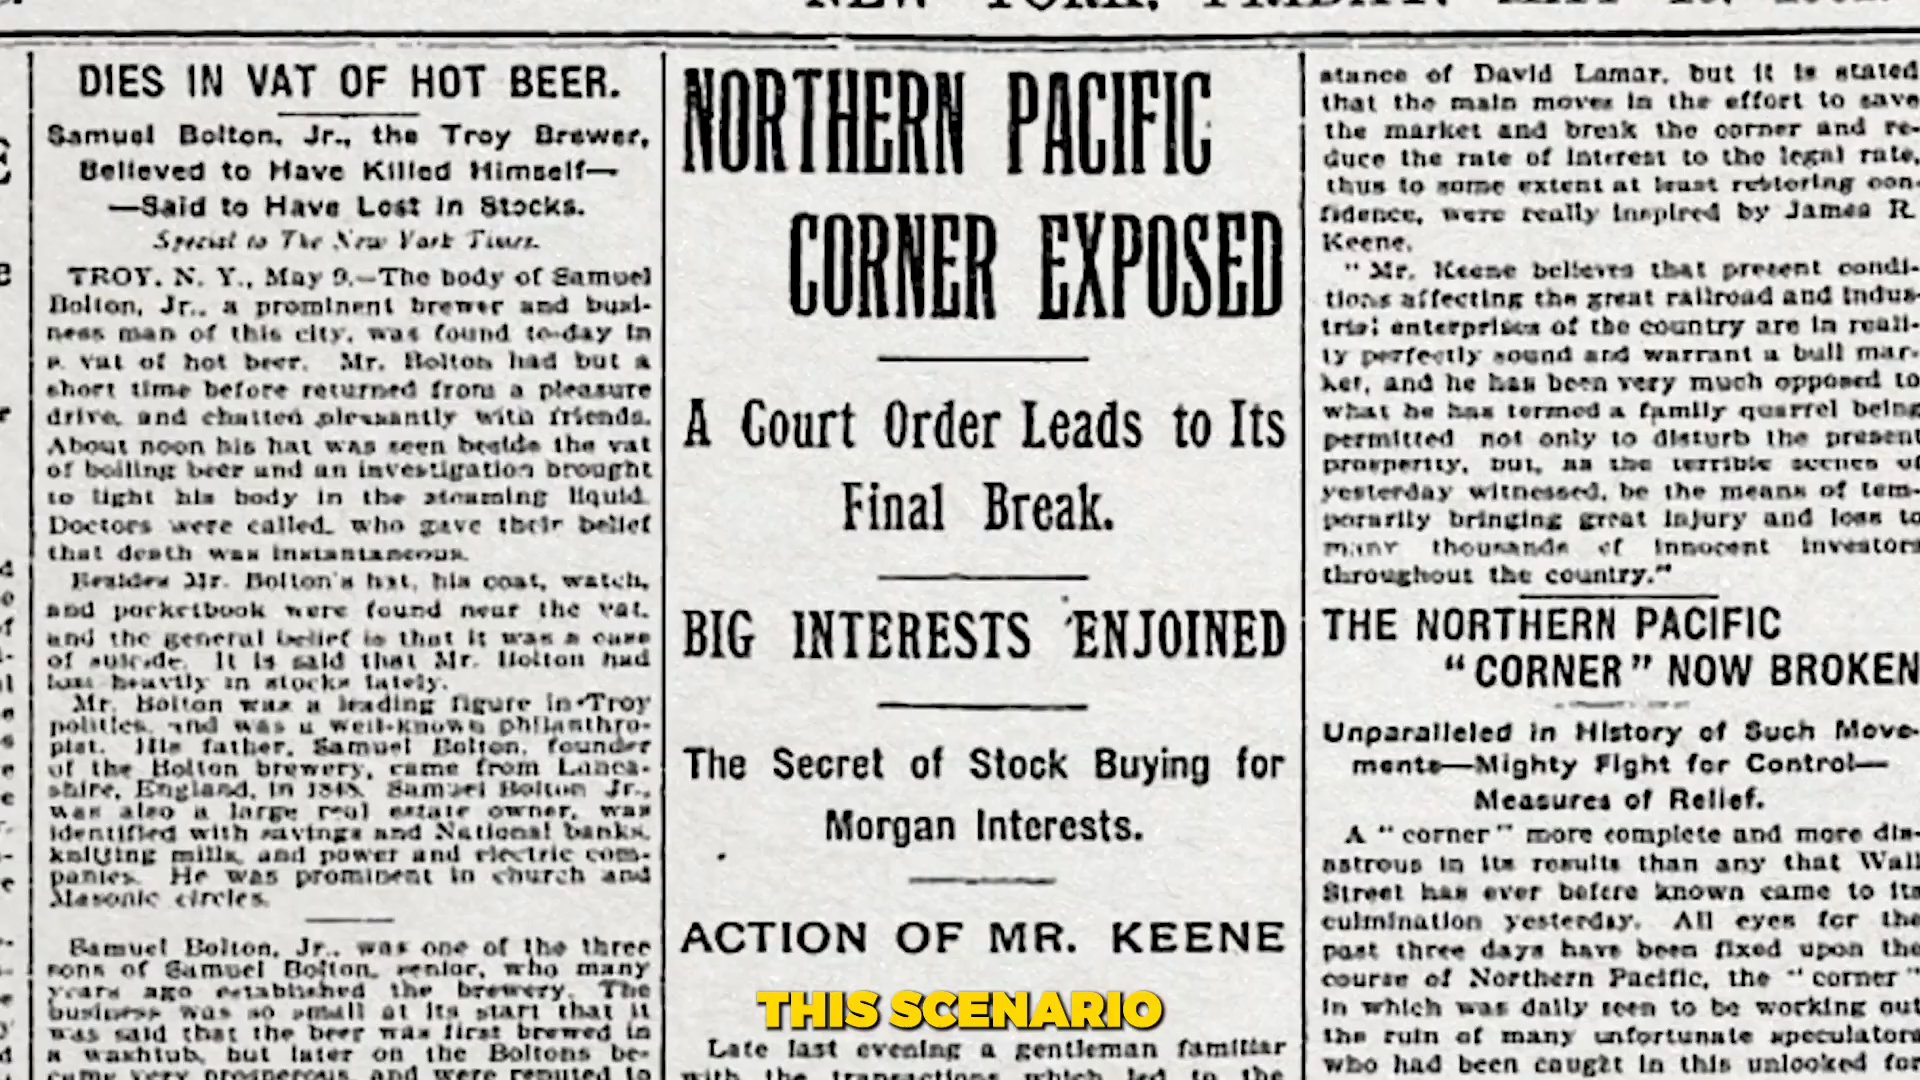 NEW YORK, FRIDAY, MAY 10,
DIES IN VAT OF HOT BEER.
Samuel Bolton, Jr., the Troy Brewer,
Believed to Have Killed Himself—
—Said to Have Lost in Stocks.
Special to The New York Times.
TROY, N. Y., May 9.—The body of Samuel
Bolton, Jr., a prominent brewer and busi-
ness man of this city, was found to-day in
a vat of hot beer. Mr. Bolton had but a
short time before returned from a pleasure
drive, and chatted pleasantly with friends.
About noon his hat was seen beside the vat
of boiling beer and an investigation brought
to light his body in the steaming liquid.
Doctors were called, who gave their belief
that death was instantaneous.
Besides Mr. Bolton's hat, his coat, watch,
and pocketbook were found near the vat,
and the general belief is that it was a case
of suicide. It is said that Mr. Bolton had
lost heavily in stocks lately.
Mr. Bolton was a leading figure in Troy
politics, and was a well-known philanthro-
pist. His father, Samuel Bolton, founder
of the Bolton brewery, came from Lanca-
shire, England, in 1848. Samuel Bolton Jr.,
was also a large real estate owner, was
identified with savings and National banks,
knitting mills, and power and electric com-
panies. He was prominent in church and
Masonic circles.
Samuel Bolton, Jr., was one of the three
sons of Samuel Bolton, senior, who many
years ago established the brewery. The
business was so small at its start that it
was said that the beer was first brewed in
a washtub, but later on the Boltons be-
came very prosperous, and were reputed to
NORTHERN PACIFIC
CORNER EXPOSED
A Court Order Leads to Its
Final Break.
BIG INTERESTS ENJOINED
The Secret of Stock Buying for
Morgan Interests.
ACTION OF MR. KEENE
THIS SCENARIO
Late last evening a gentleman familiar
with the transactions which led to the
stance of David Lamar, but it is stated
that the main moves in the effort to save
the market and break the corner and re-
duce the rate of interest to the legal rate,
thus to some extent at least restoring con-
fidence, were really inspired by James R.
Keene.
"Mr. Keene believes that present condi-
tions affecting the great railroad and indus-
trial enterprises of the country are in reali-
ty perfectly sound and warrant a bull mar-
ket, and he has been very much opposed to
what he has termed a family quarrel being
permitted not only to disturb the present
prosperity, but, as the terrible scenes of
yesterday witnessed, be the means of tem-
porarily bringing great injury and loss to
many thousands of innocent investors
throughout the country."
THE NORTHERN PACIFIC
"CORNER" NOW BROKEN
Unparalleled in History of Such Move-
ments—Mighty Fight for Control—
Measures of Relief.
A "corner" more complete and more dis-
astrous in its results than any that Wall
Street has ever before known came to its
culmination yesterday. All eyes for the
past three days have been fixed upon the
course of Northern Pacific, the "corner"
in which was daily seen to be working out
the ruin of many unfortunate speculators
who had been caught in this unlooked for